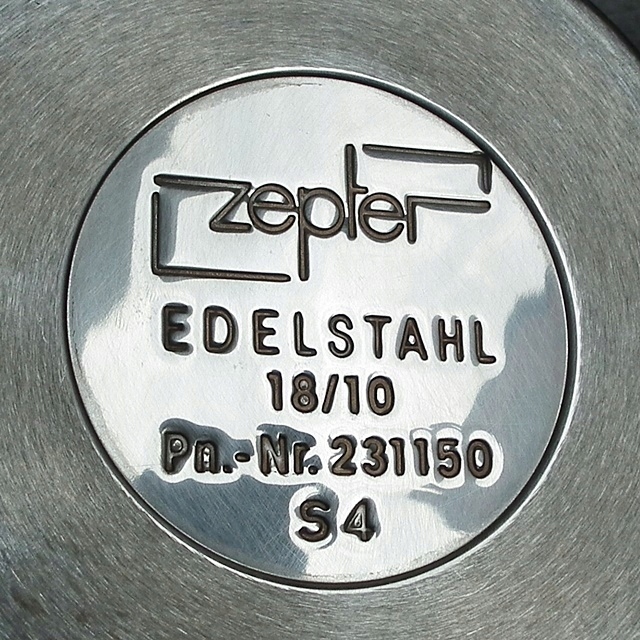 zepter
EDELSTAHL
18/10
Pa.-Nr. 231150
S4